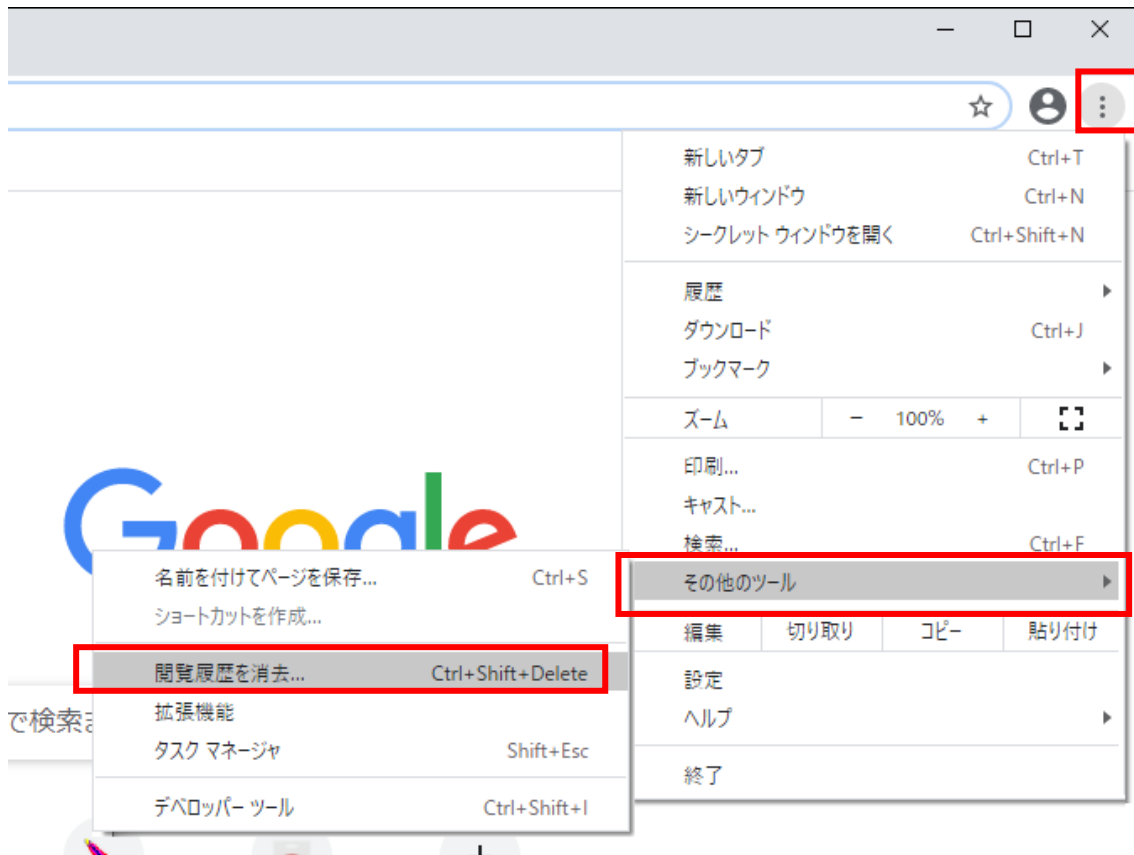 新しいタブ Ctrl+T
新しいウィンドウ Ctrl+N
シークレット ウィンドウを開く Ctrl+Shift+N
履歴
ダウンロード Ctrl+J
ブックマーク
ズーム － 100% +
印刷... Ctrl+P
キャスト...
検索... Ctrl+F
その他のツール
編集 切り取り コピー 貼り付け
設定
ヘルプ
終了
Google
名前を付けてページを保存... Ctrl+S
ショートカットを作成...
閲覧履歴を消去... Ctrl+Shift+Delete
拡張機能
タスク マネージャ Shift+Esc
デベロッパー ツール Ctrl+Shift+I
で検索